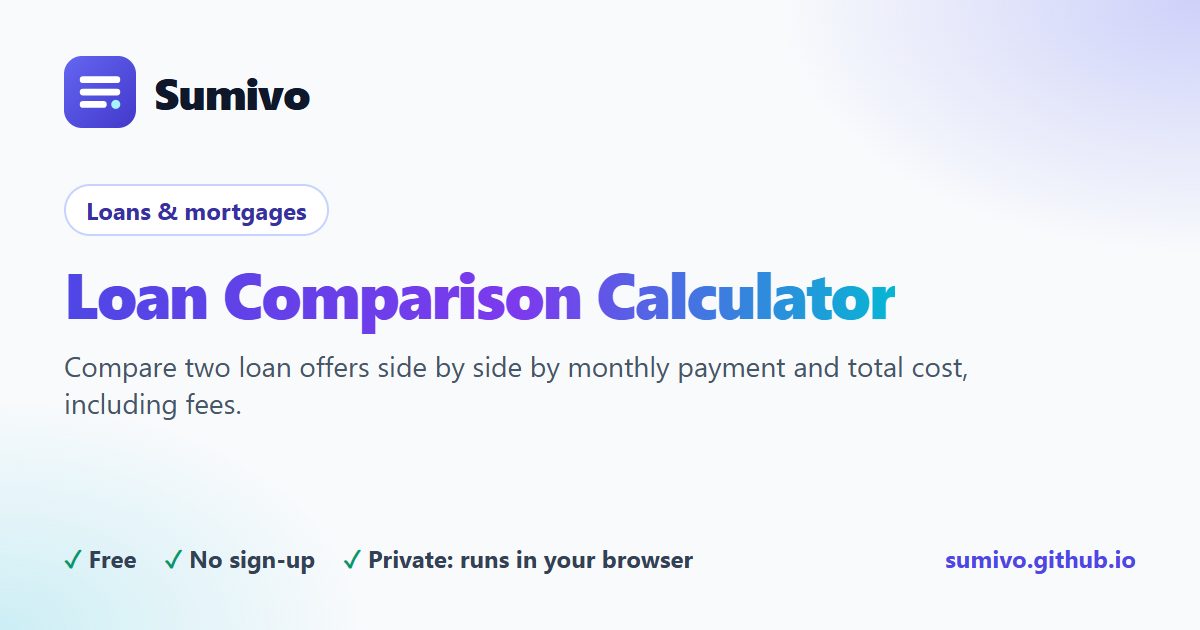 Sumivo
Loans & mortgages
Loan Comparison Calculator
Compare two loan offers side by side by monthly payment and total cost,
including fees.
✓ Free ✓ No sign-up ✓ Private: runs in your browser
sumivo.github.io